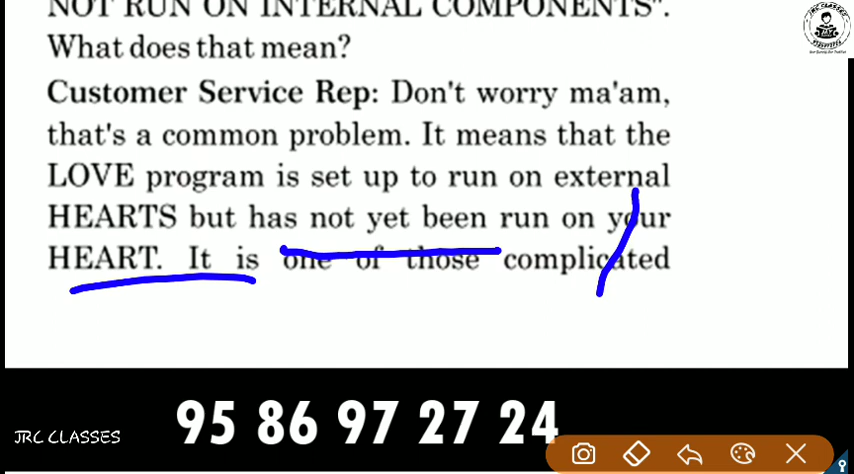 NOT RUN ON INTERNAL COMPONENTS".
What does that mean?
Customer Service Rep: Don't worry ma'am,
that's a common problem. It means that the
LOVE program is set up to run on external
HEARTS but has not yet been run on your
HEART. It is one of those complicated
JRC CLASSES
JRC CLASSES
95 86 97 27 24